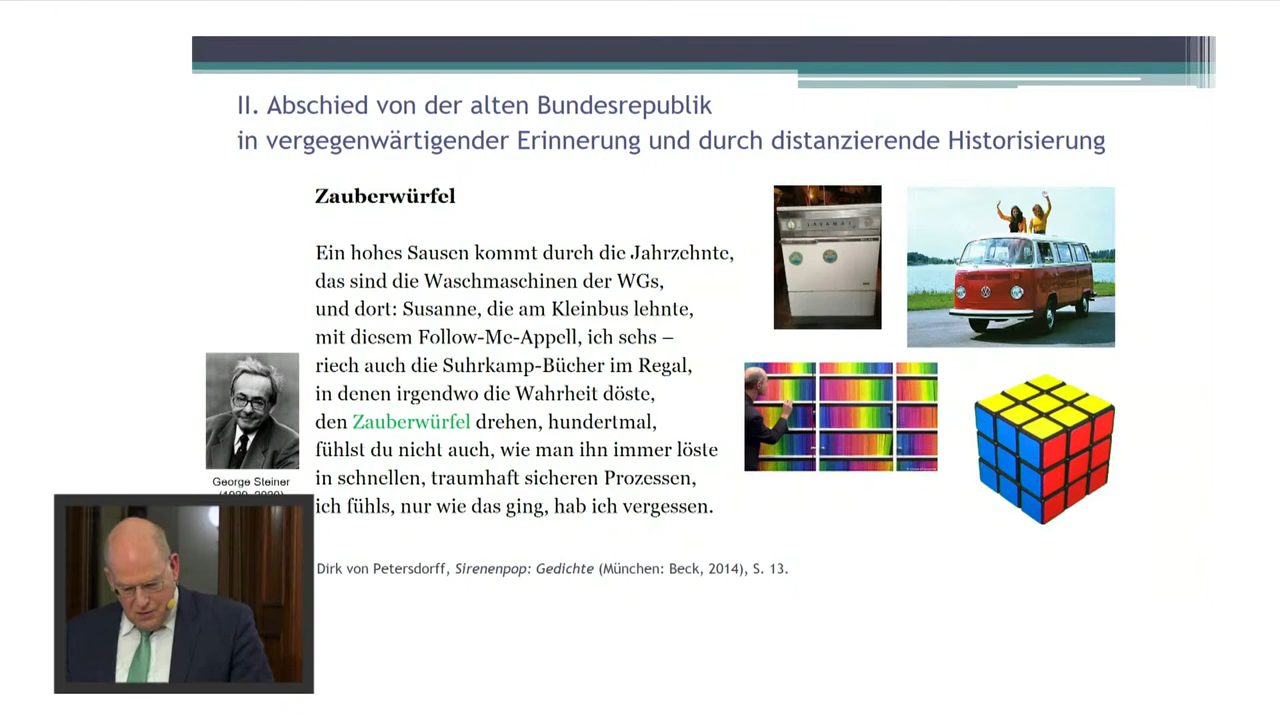 II. Abschied von der alten Bundesrepublik
in vergegenwärtigender Erinnerung und durch distanzierende Historisierung
Zauberwürfel
Ein hohes Sausen kommt durch die Jahrzehnte,
das sind die Waschmaschinen der WGs,
und dort: Susanne, die am Kleinbus lehnte,
mit diesem Follow-Me-Appell, ich sehs –
riech auch die Suhrkamp-Bücher im Regal,
in denen irgendwo die Wahrheit döste,
den Zauberwürfel drehen, hundertmal,
fühlst du nicht auch, wie man ihn immer löste
in schnellen, traumhaft sicheren Prozessen,
ich fühls, nur wie das ging, hab ich vergessen.
Dirk von Petersdorff, Sirenenpop: Gedichte (München: Beck, 2014), S. 13.
George Steiner